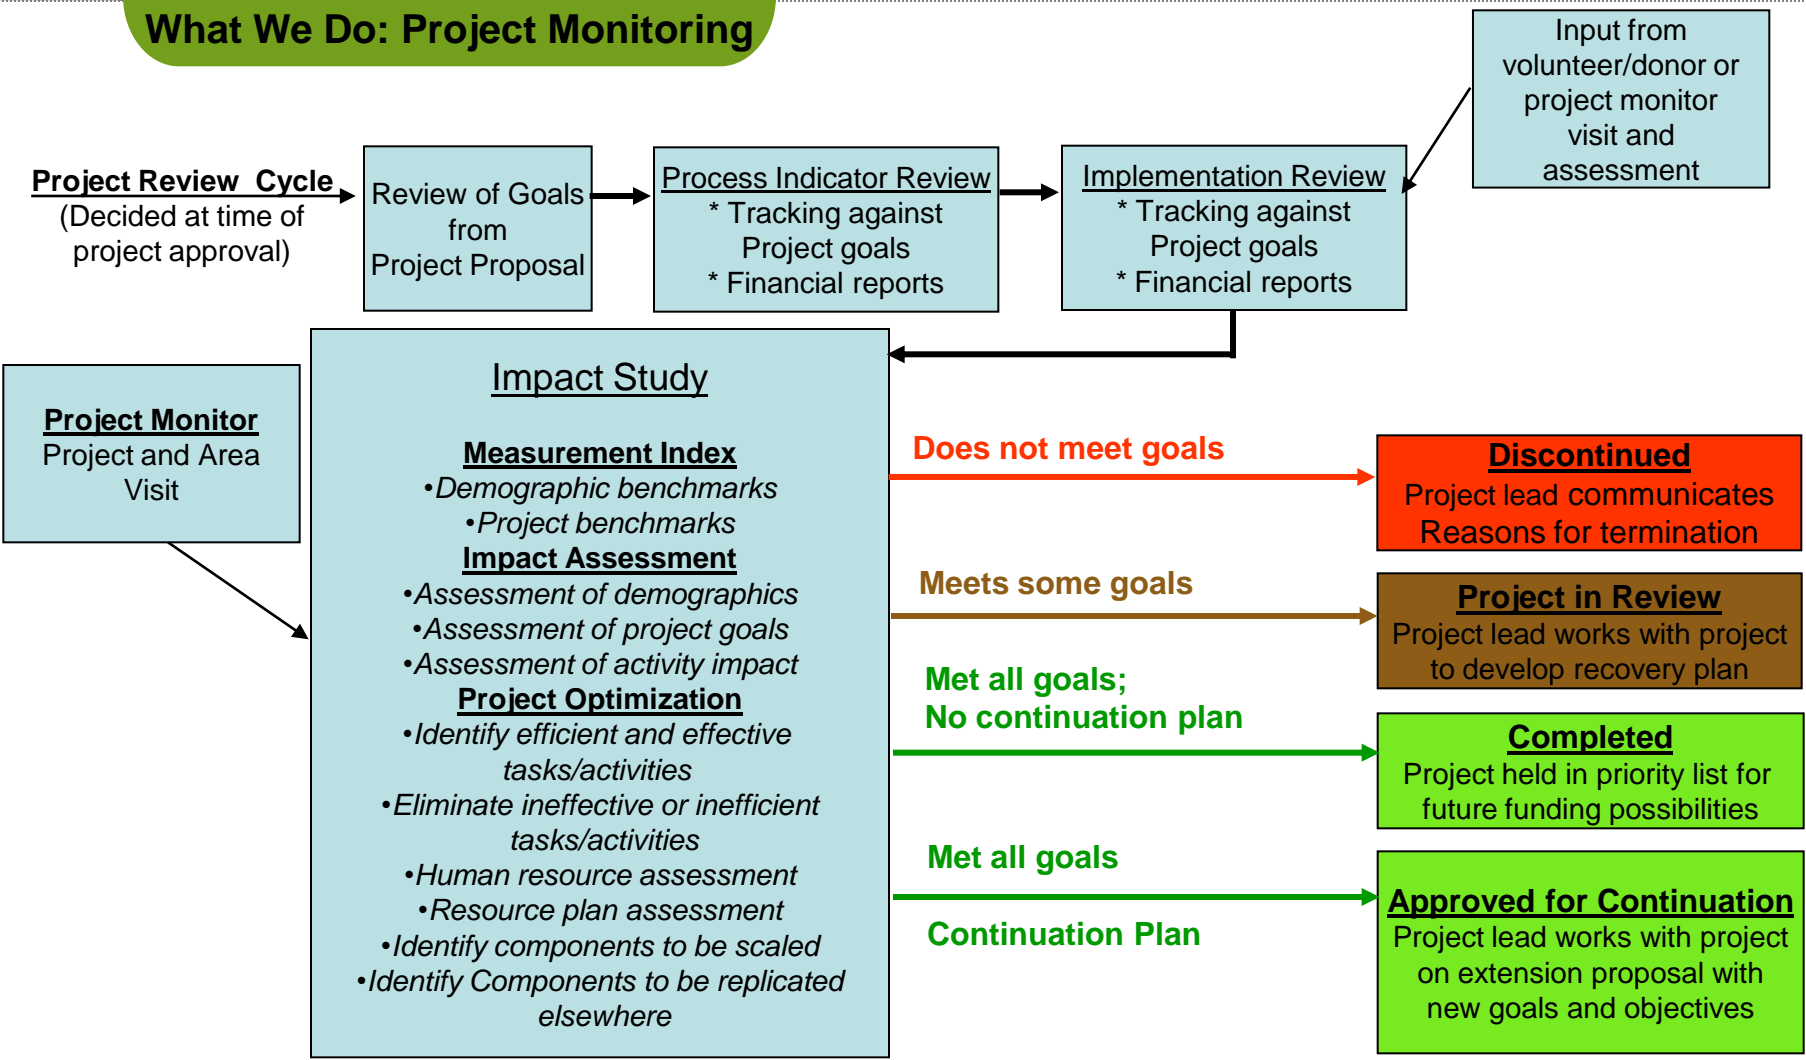 What We Do: Project Monitoring
Input from
volunteer/donor or
project monitor
visit and
assessment
Project Review Cycle
(Decided at time of
project approval)
Review of Goals
from
Project Proposal
Process Indicator Review
* Tracking against
Project goals
* Financial reports
Implementation Review
* Tracking against
Project goals
* Financial reports
Project Monitor
Project and Area
Visit
Impact Study
Measurement Index
•Demographic benchmarks
•Project benchmarks
Impact Assessment
•Assessment of demographics
•Assessment of project goals
•Assessment of activity impact
Project Optimization
•Identify efficient and effective
tasks/activities
•Eliminate ineffective or inefficient
tasks/activities
•Human resource assessment
•Resource plan assessment
•Identify components to be scaled
•Identify Components to be replicated
elsewhere
Does not meet goals
Discontinued
Project lead communicates
Reasons for termination
Meets some goals
Project in Review
Project lead works with project
to develop recovery plan
Met all goals;
No continuation plan
Completed
Project held in priority list for
future funding possibilities
Met all goals
Continuation Plan
Approved for Continuation
Project lead works with project
on extension proposal with
new goals and objectives